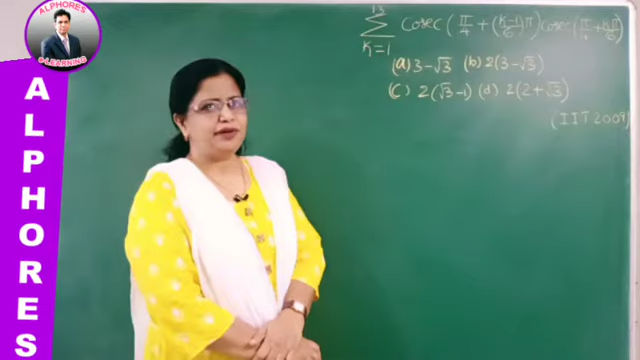 ALPHORES
e-LEARNING
ALPHORES
13
∑ cosec(π/4 + (k-1)π/6) cosec(π/4 + kπ/6)
k=1
(a) 3-√3 (b) 2(3-√3)
(c) 2(√3-1) (d) 2(2+√3)
(IIT 2009)